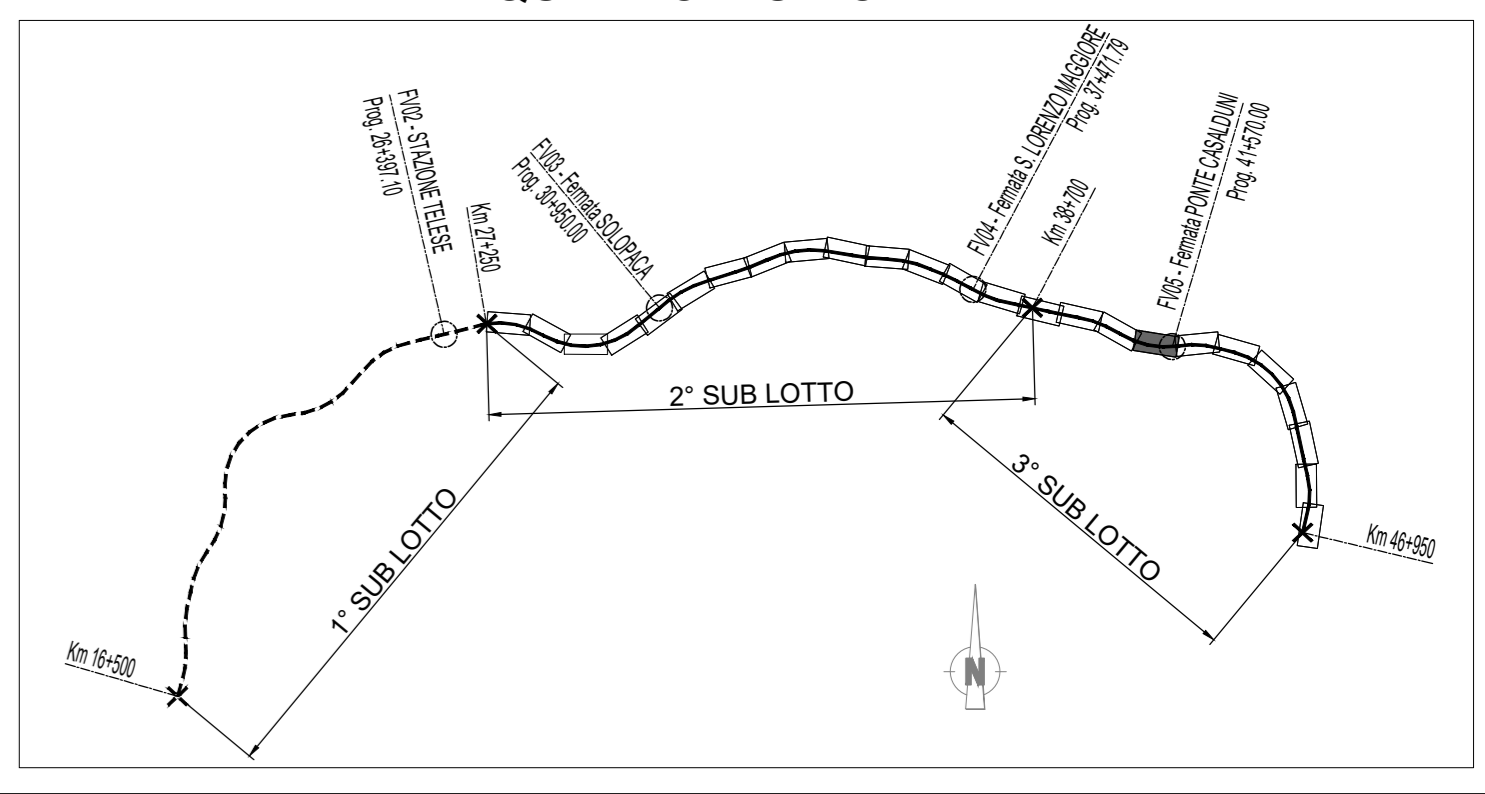 FV02 - STAZIONE TELESE
Prog. 26+397.10
Km 27+250
FV03 - Fermata SOLOPACA
Prog. 30+950.00
FV04 - Fermata S. LORENZO MAGGIORE
Prog. 37+471.79
Km 38+700
FV05 - Fermata PONTE CASALDUNI
Prog. 41+570.00
2° SUB LOTTO
1° SUB LOTTO
3° SUB LOTTO
Km 46+950
Km 16+500
N